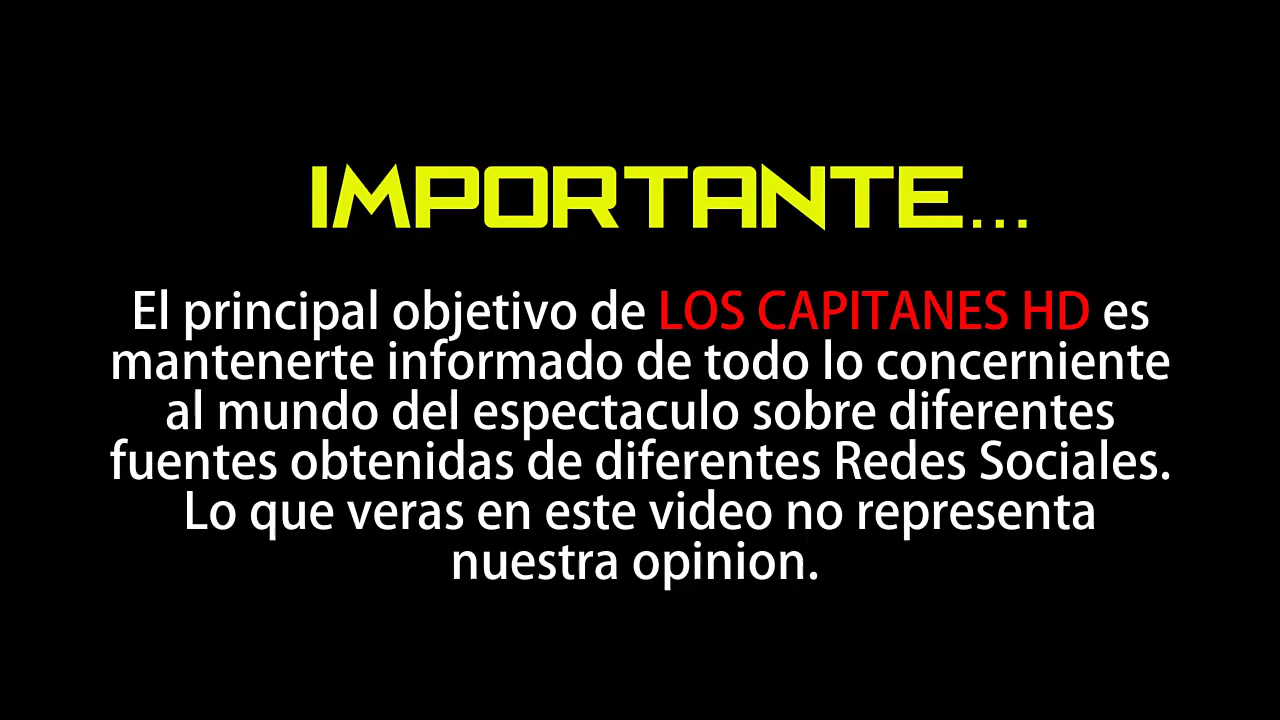 IMPORTANTE...
El principal objetivo de LOS CAPITANES HD es
mantenerte informado de todo lo concerniente
al mundo del espectaculo sobre diferentes
fuentes obtenidas de diferentes Redes Sociales.
Lo que veras en este video no representa
nuestra opinion.